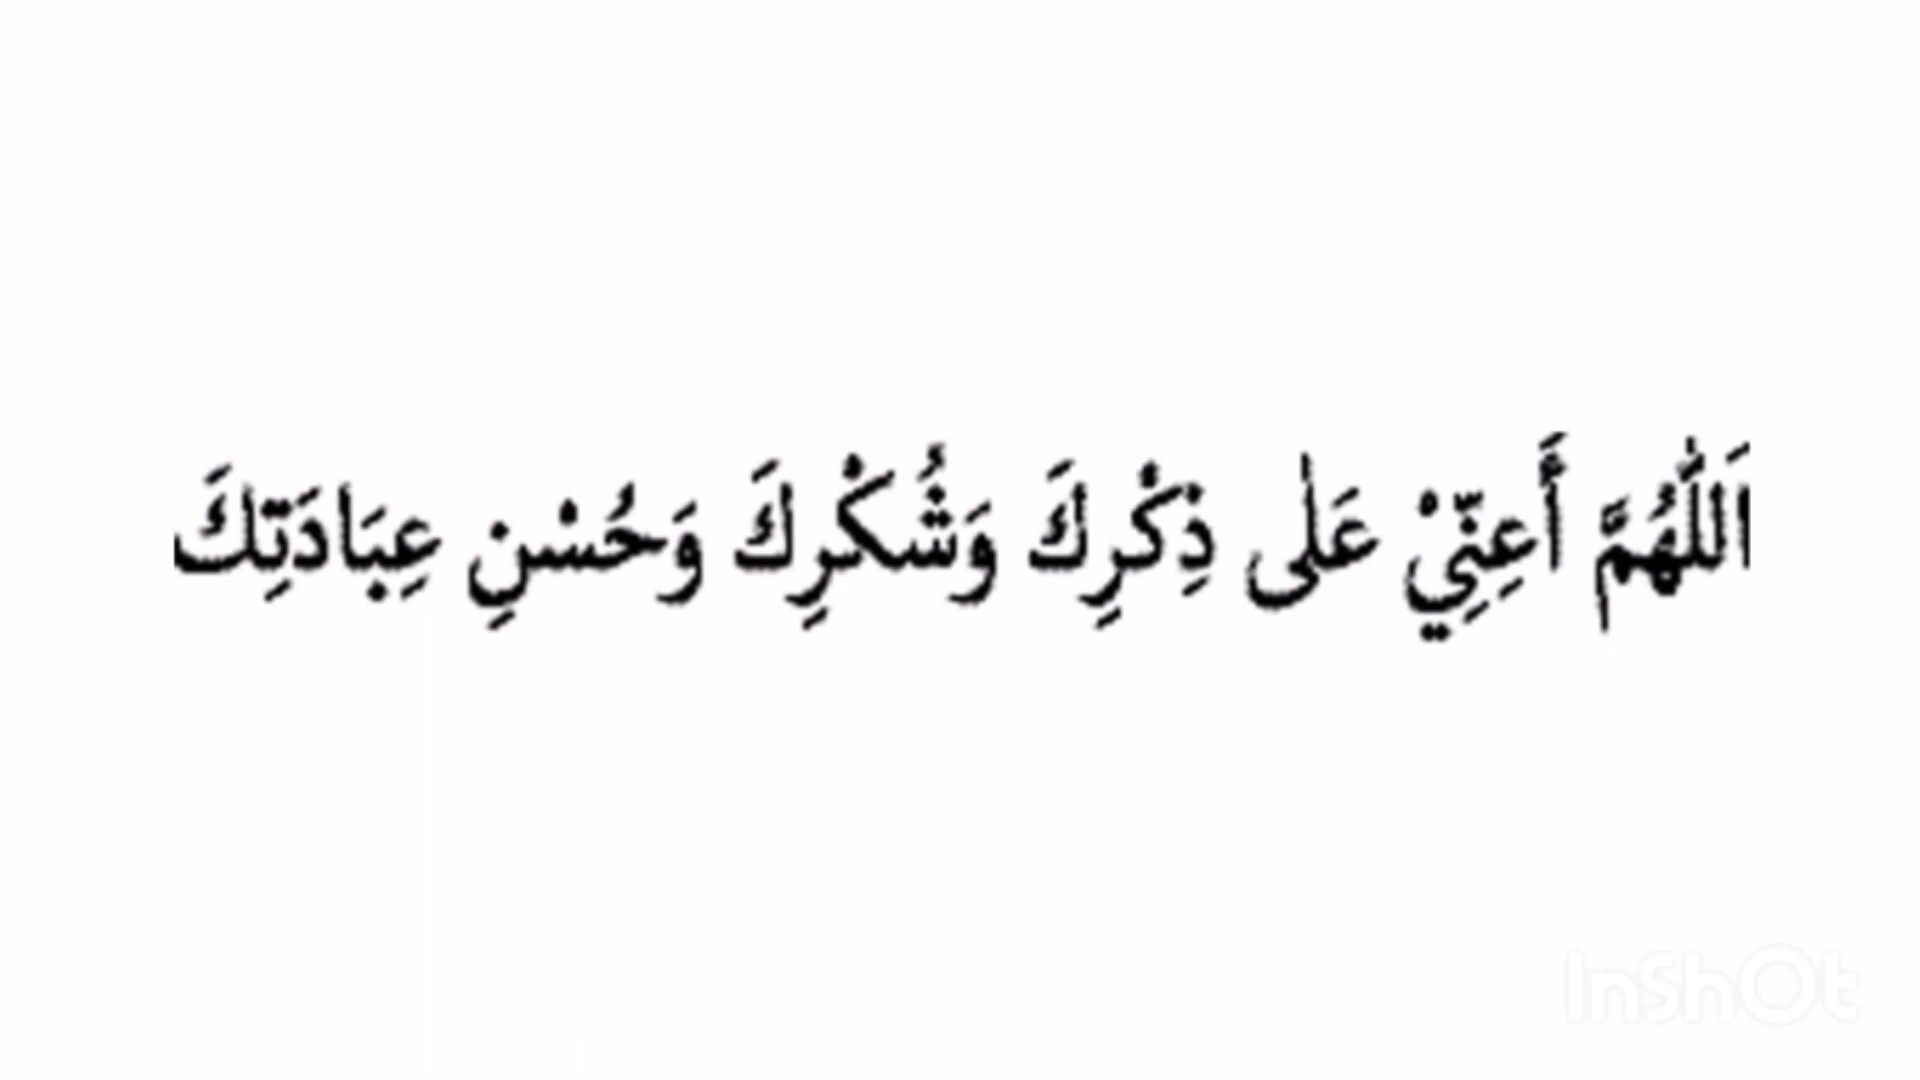 اَللّٰهُمَّ أَعِنِّيْ عَلٰى ذِكْرِكَ وَشُكْرِكَ وَحُسْنِ عِبَادَتِكَ
InShOt